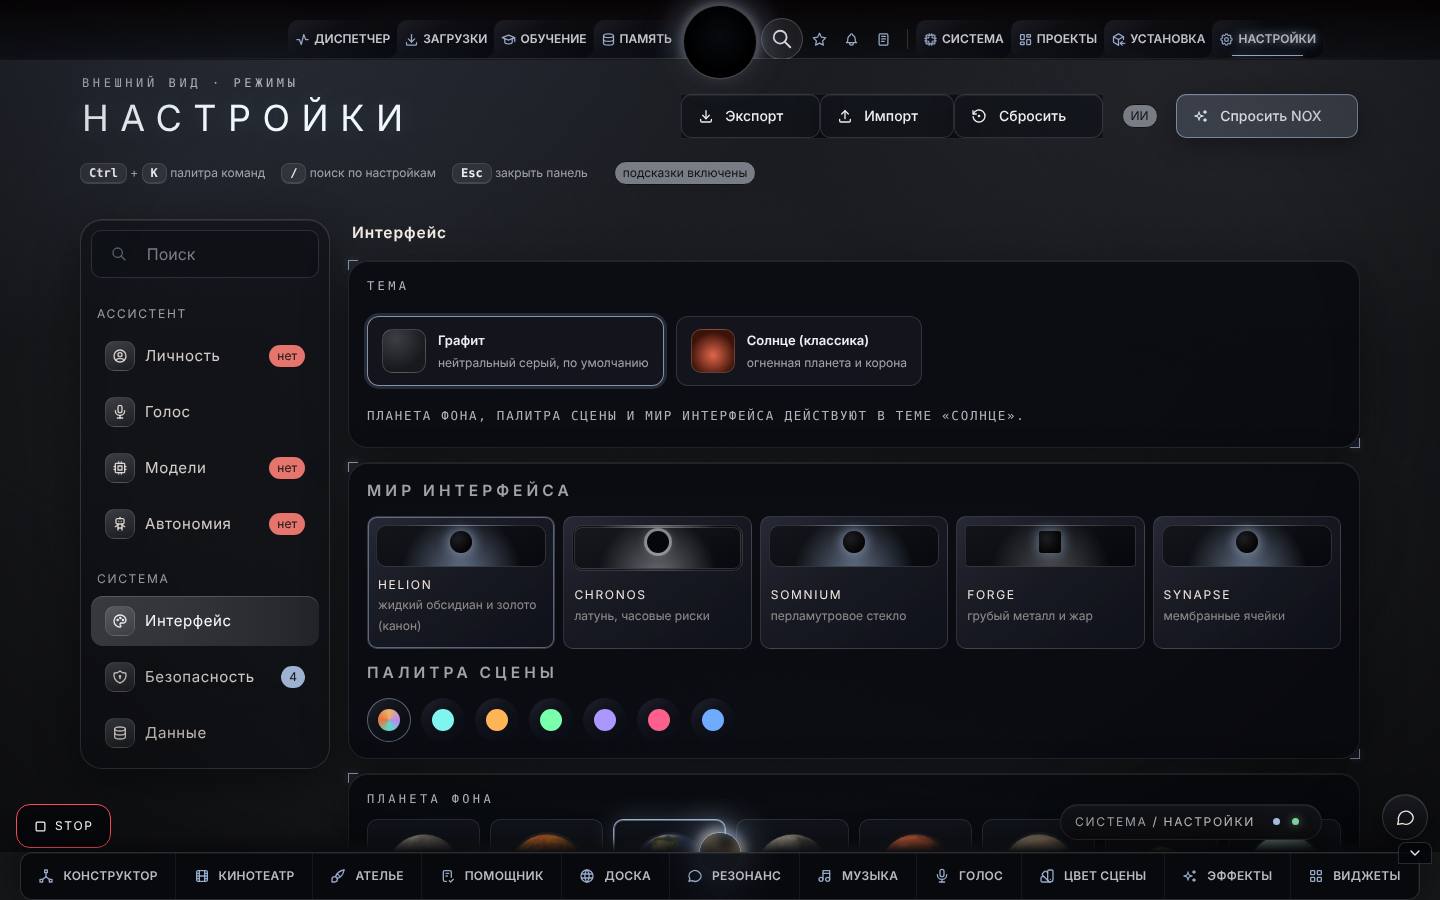 ДИСПЕТЧЕР ЗАГРУЗКИ ОБУЧЕНИЕ ПАМЯТЬ СИСТЕМА ПРОЕКТЫ УСТАНОВКА НАСТРОЙКИ
ВНЕШНИЙ ВИД · РЕЖИМЫ
НАСТРОЙКИ
Экспорт Импорт Сбросить ИИ Спросить NOX
Ctrl + K палитра команд / поиск по настройкам Esc закрыть панель подсказки включены
Поиск
АССИСТЕНТ
Личность нет
Голос
Модели нет
Автономия нет
СИСТЕМА
Интерфейс
Безопасность 4
Данные
Интерфейс
ТЕМА
Графит
нейтральный серый, по умолчанию
Солнце (классика)
огненная планета и корона
ПЛАНЕТА ФОНА, ПАЛИТРА СЦЕНЫ И МИР ИНТЕРФЕЙСА ДЕЙСТВУЮТ В ТЕМЕ «СОЛНЦЕ».
МИР ИНТЕРФЕЙСА
HELION
жидкий обсидиан и золото
(канон)
CHRONOS
латунь, часовые риски
SOMNIUM
перламутровое стекло
FORGE
грубый металл и жар
SYNAPSE
мембранные ячейки
ПАЛИТРА СЦЕНЫ
ПЛАНЕТА ФОНА
СИСТЕМА / НАСТРОЙКИ
STOP
КОНСТРУКТОР КИНОТЕАТР АТЕЛЬЕ ПОМОЩНИК ДОСКА РЕЗОНАНС МУЗЫКА ГОЛОС ЦВЕТ СЦЕНЫ ЭФФЕКТЫ ВИДЖЕТЫ